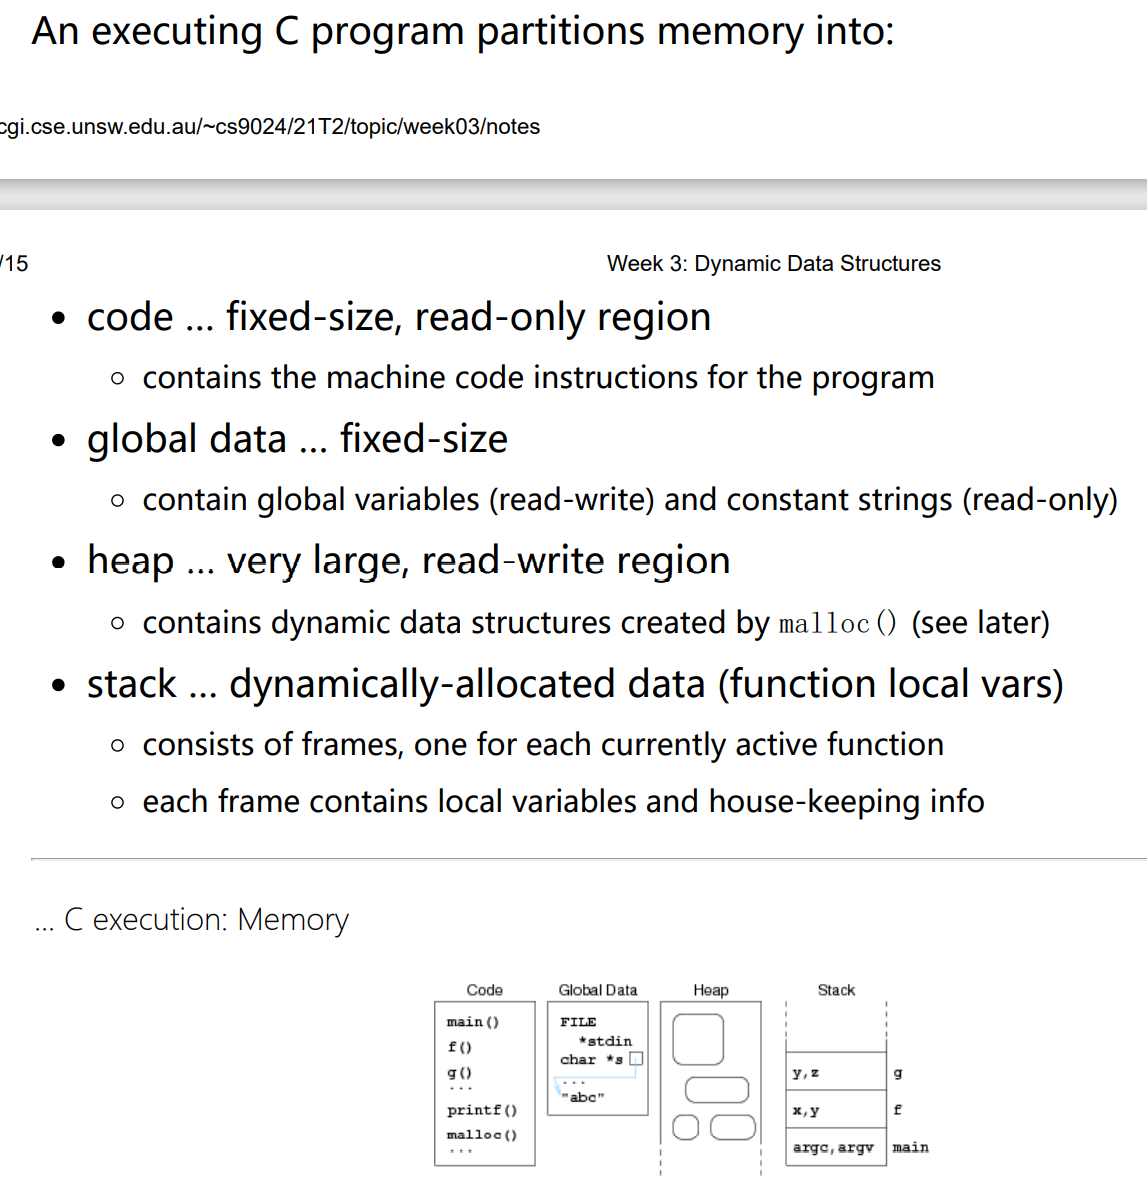 An executing C program partitions memory into:
cgi.cse.unsw.edu.au/~cs9024/21T2/topic/week03/notes
/15
Week 3: Dynamic Data Structures
• code ... fixed-size, read-only region
◦ contains the machine code instructions for the program
• global data ... fixed-size
◦ contain global variables (read-write) and constant strings (read-only)
• heap ... very large, read-write region
◦ contains dynamic data structures created by malloc() (see later)
• stack ... dynamically-allocated data (function local vars)
◦ consists of frames, one for each currently active function
◦ each frame contains local variables and house-keeping info
... C execution: Memory
Code
main()
f()
g()
...
printf()
malloc()
...
Global Data
FILE
*stdin
char *s
...
"abc"
Heap
Stack
y,z g
x,y f
argc,argv main